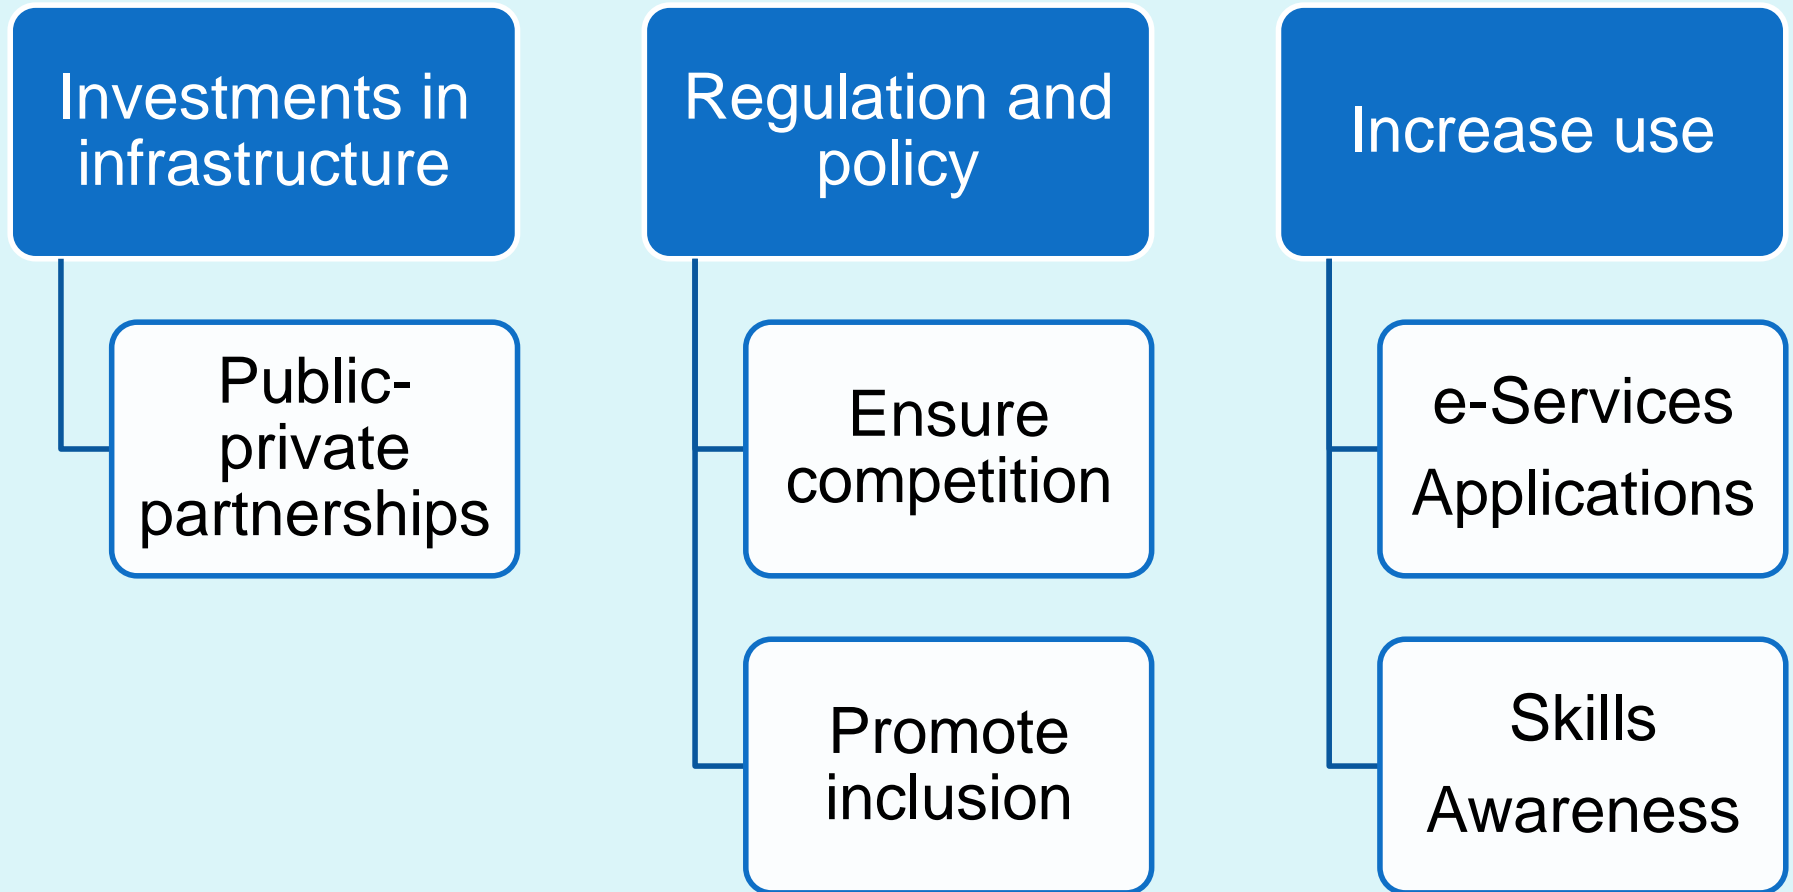 Investments in
infrastructure
Public-
private
partnerships
Regulation and
policy
Ensure
competition
Promote
inclusion
Increase use
e-Services
Applications
Skills
Awareness